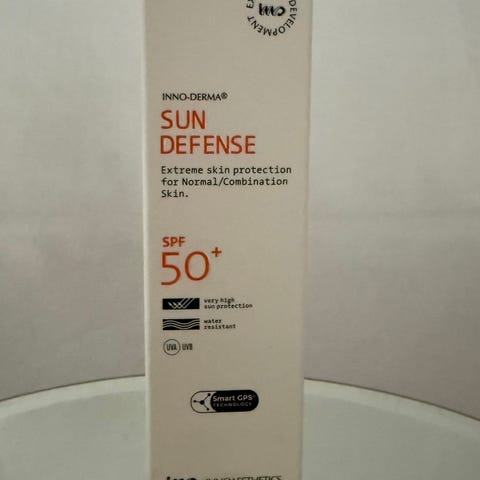 DEVELOPMENT
INNO-DERMA®
SUN
DEFENSE
Extreme skin protection
for Normal/Combination
Skin.
SPF
50+
very high
sun protection
water
resistant
UVA UVB
Smart GPS®
TECHNOLOGY
INNOAESTHETICS